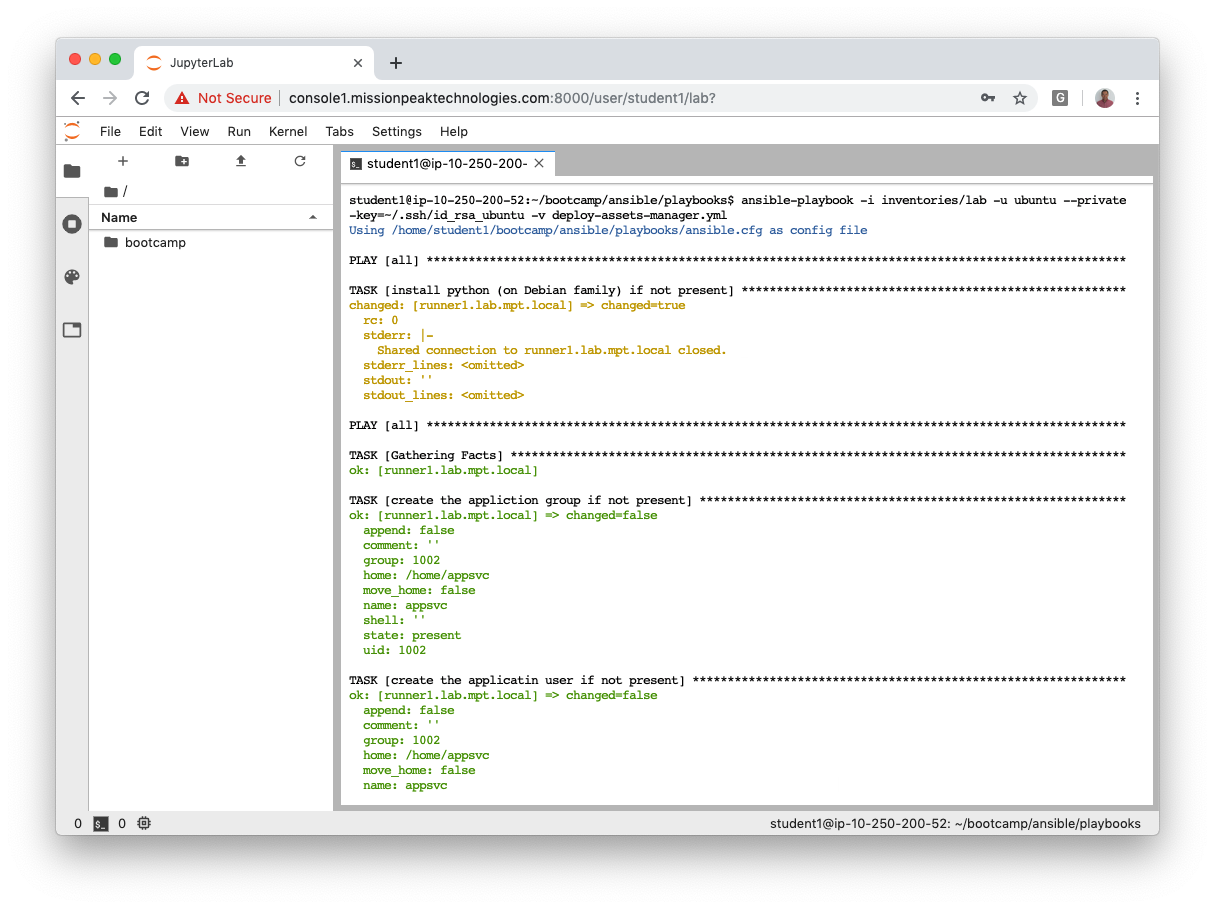 JupyterLab
Not Secure console1.missionpeaktechnologies.com:8000/user/student1/lab?
G
File Edit View Run Kernel Tabs Settings Help
/
Name
bootcamp
student1@ip-10-250-200-
student1@ip-10-250-200-52:~/bootcamp/ansible/playbooks$ ansible-playbook -i inventories/lab -u ubuntu --private
-key=~/.ssh/id_rsa_ubuntu -v deploy-assets-manager.yml
Using /home/student1/bootcamp/ansible/playbooks/ansible.cfg as config file
PLAY [all] ****************************************************************************************************
TASK [install python (on Debian family) if not present] *******************************************************
changed: [runner1.lab.mpt.local] => changed=true
rc: 0
stderr: |-
Shared connection to runner1.lab.mpt.local closed.
stderr_lines: <omitted>
stdout: ''
stdout_lines: <omitted>
PLAY [all] ****************************************************************************************************
TASK [Gathering Facts] ****************************************************************************************
ok: [runner1.lab.mpt.local]
TASK [create the appliction group if not present] *************************************************************
ok: [runner1.lab.mpt.local] => changed=false
append: false
comment: ''
group: 1002
home: /home/appsvc
move_home: false
name: appsvc
shell: ''
state: present
uid: 1002
TASK [create the applicatin user if not present] **************************************************************
ok: [runner1.lab.mpt.local] => changed=false
append: false
comment: ''
group: 1002
home: /home/appsvc
move_home: false
name: appsvc
0 $_ 0 student1@ip-10-250-200-52: ~/bootcamp/ansible/playbooks